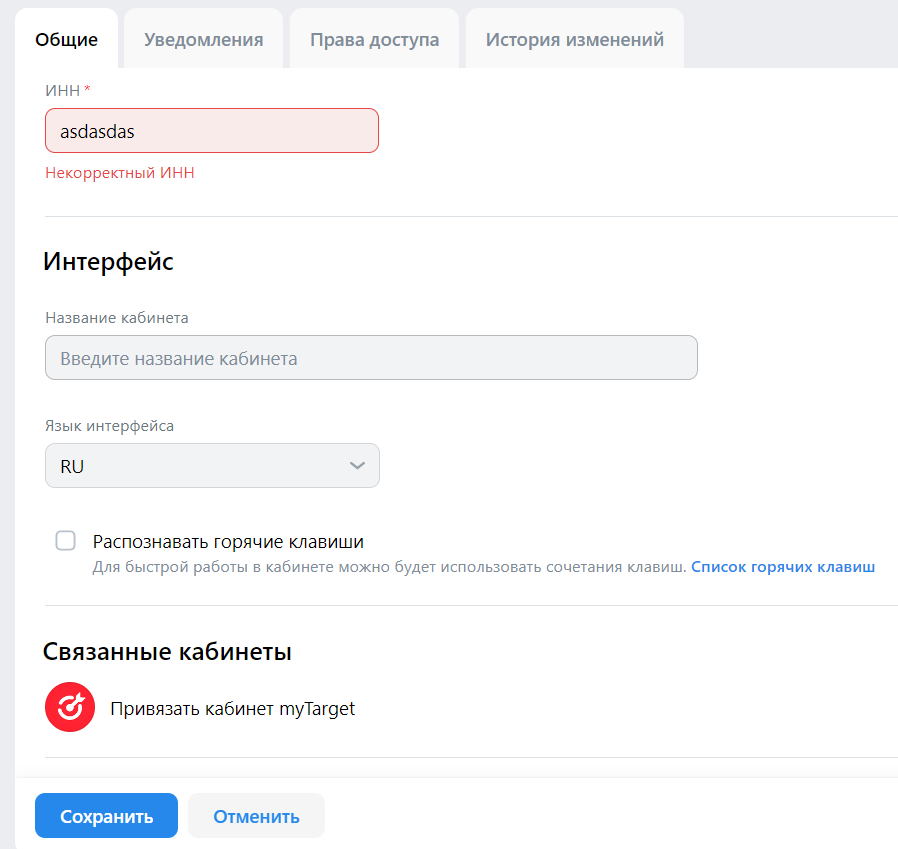 Общие Уведомления Права доступа История изменений
ИНН *
asdasdas
Некорректный ИНН
Интерфейс
Название кабинета
Введите название кабинета
Язык интерфейса
RU
Распознавать горячие клавиши
Для быстрой работы в кабинете можно будет использовать сочетания клавиш. Список горячих клавиш
Связанные кабинеты
Привязать кабинет myTarget
Сохранить Отменить